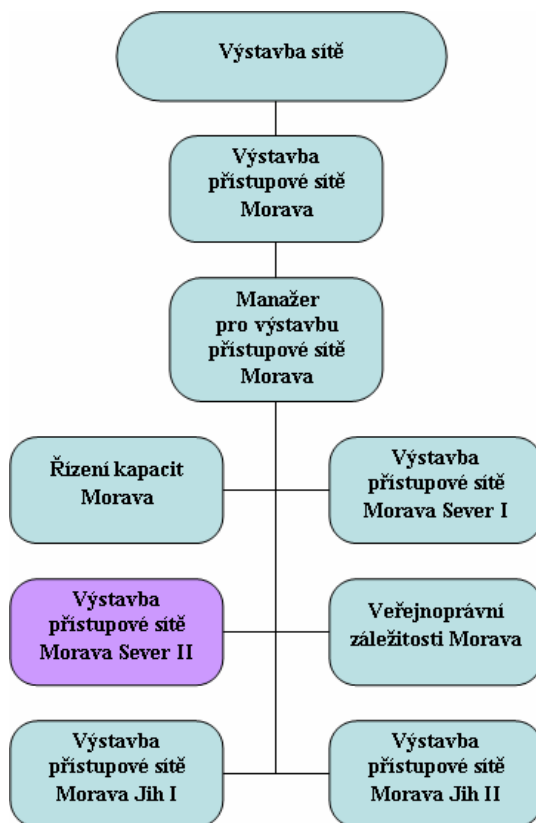 Výstavba sítě
Výstavba
přístupové sítě
Morava
Manažer
pro výstavbu
přístupové sítě
Morava
Řízení kapacit
Morava
Výstavba
přístupové sítě
Morava Sever I
Výstavba
přístupové sítě
Morava Sever II
Veřejnoprávní
záležitosti Morava
Výstavba
přístupové sítě
Morava Jih I
Výstavba
přístupové sítě
Morava Jih II